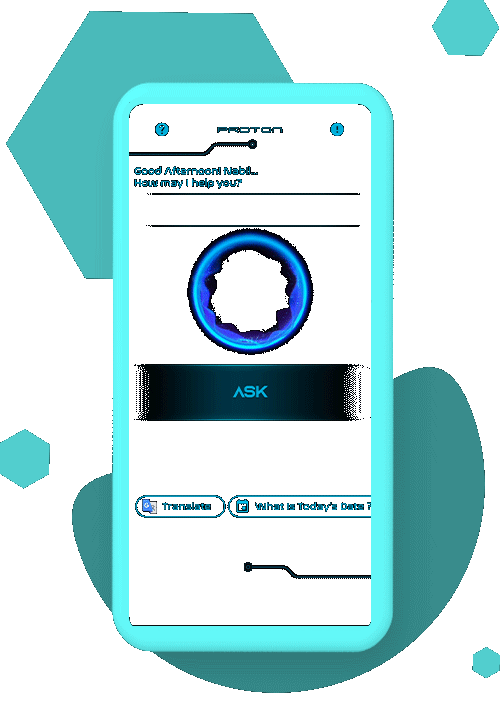 ?
PROTON
!
Good Afternoon! Nabil...
How may I help you?
ASK
Translate
What Is Today's Date ?